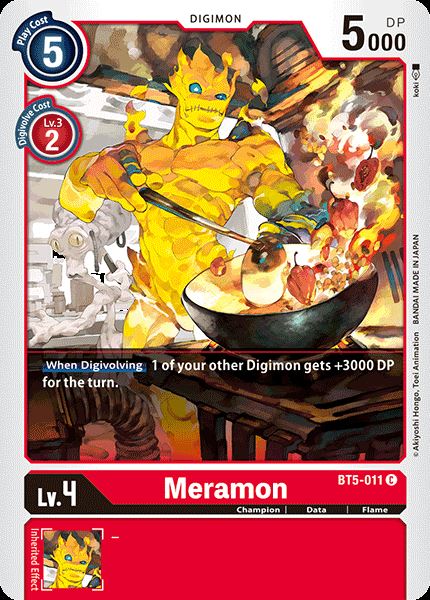 DIGIMON
Play Cost
5
DP
5000
Digivolve Cost
Lv.3
2
koki
©Akiyoshi Hongo, Toei Animation BANDAI MADE IN JAPAN
When Digivolving 1 of your other Digimon gets +3000 DP
for the turn.
BT5-011 C
Lv.4
Meramon
Champion | Data | Flame
Inherited Effect
-